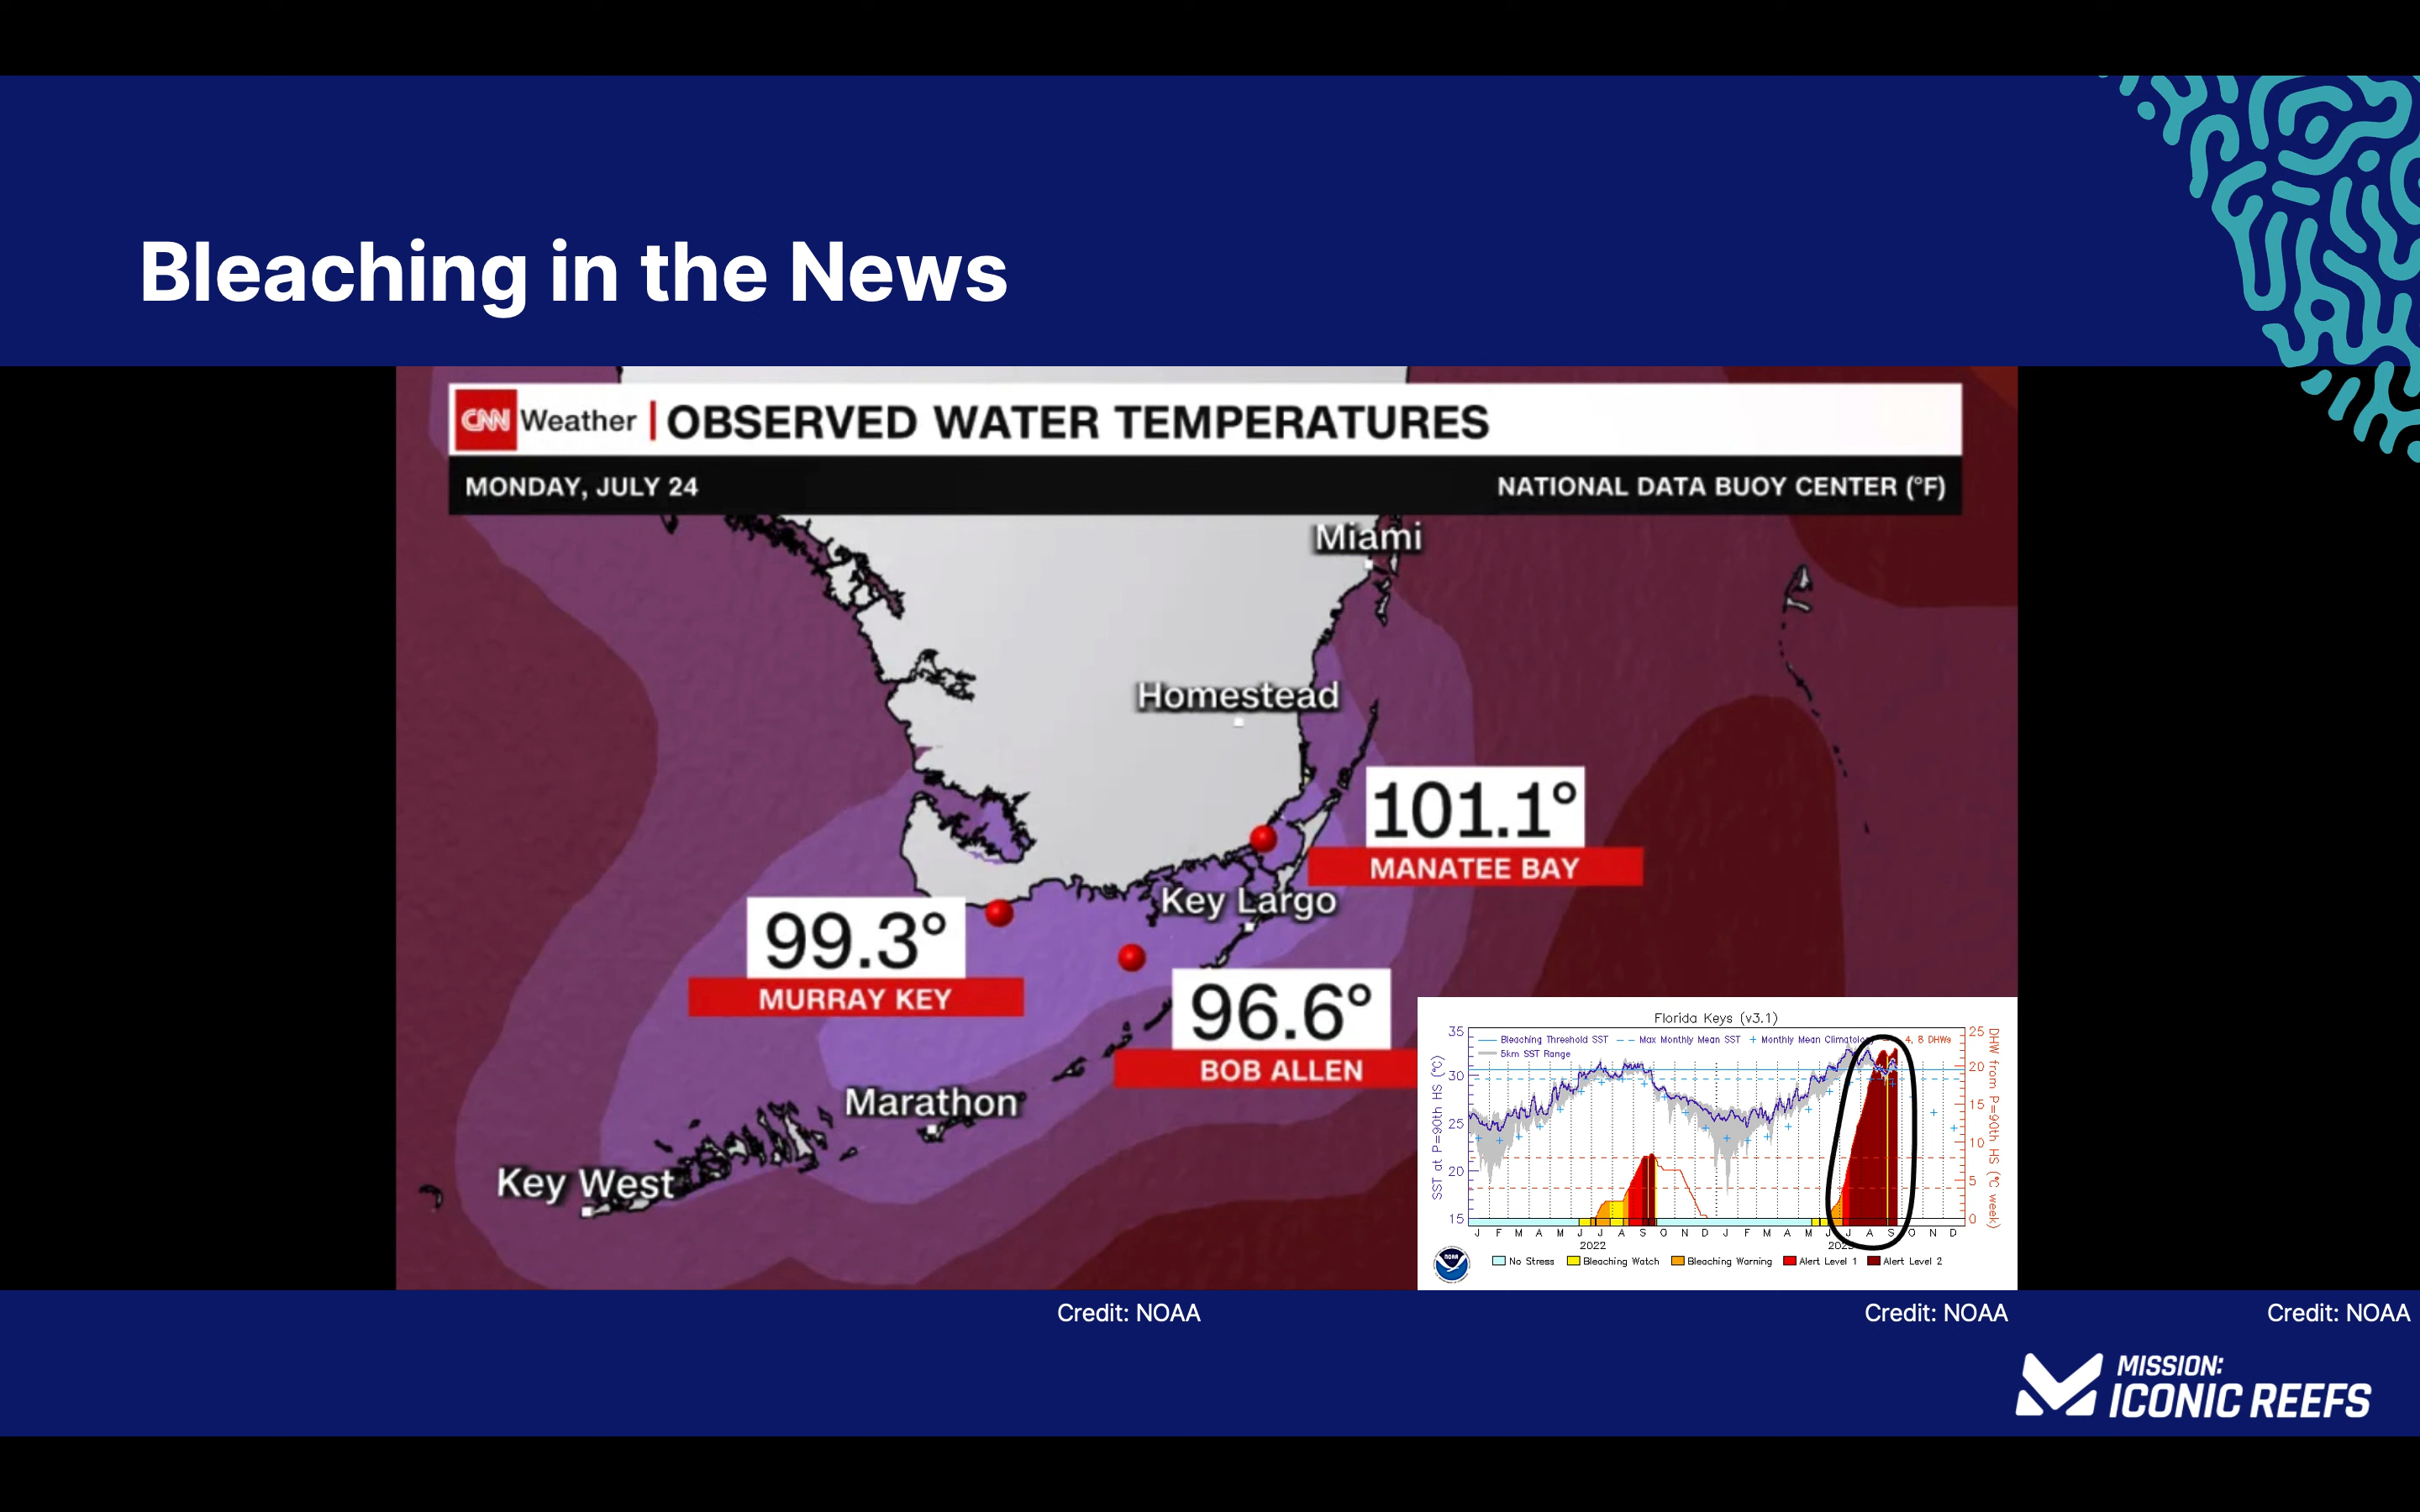 Bleaching in the News
CNN Weather | OBSERVED WATER TEMPERATURES
MONDAY, JULY 24
NATIONAL DATA BUOY CENTER (°F)
Miami
Homestead
101.1°
MANATEE BAY
Key Largo
99.3°
MURRAY KEY
96.6°
BOB ALLEN
Marathon
Key West
Florida Keys (v3.1)
Bleaching Threshold SST
Max Monthly Mean SST
Monthly Mean Climatology
4, 8 DHWs
5km SST Range
SST at P=90th HS (°C)
35
30
25
20
15
DHW from P=90th HS (°C week)
25
20
15
10
5
0
J F M A M J J A S O N D J F M A M J J A S O N D
2022
NOAA
No Stress
Bleaching Watch
Bleaching Warning
Alert Level 1
Alert Level 2
Credit: NOAA
Credit: NOAA
Credit: NOAA
MISSION:
ICONIC REEFS